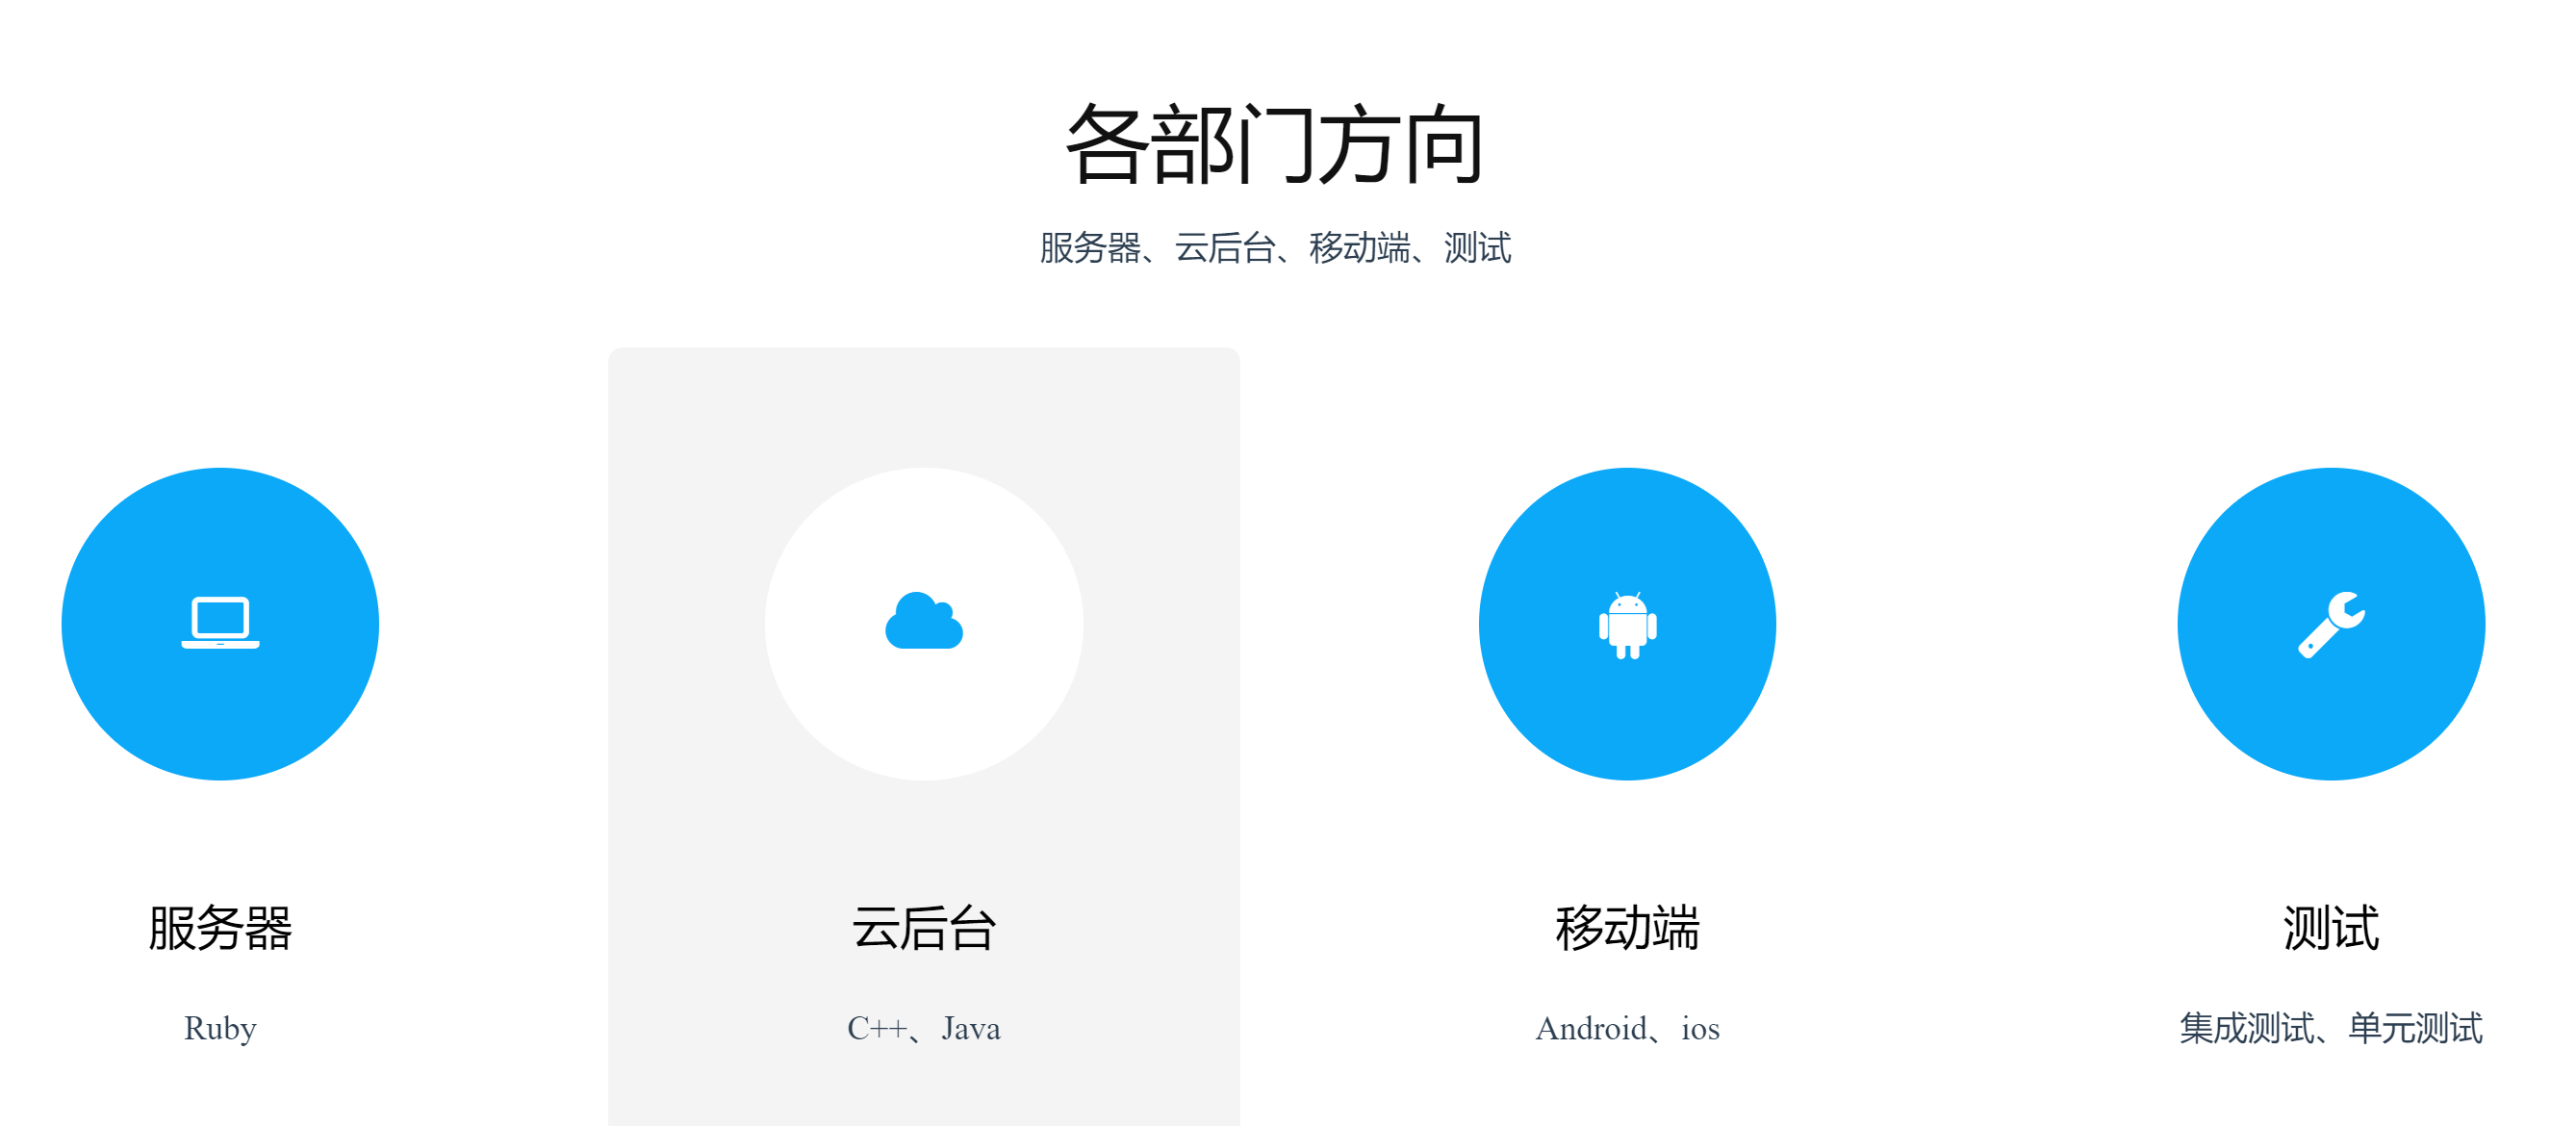 各部门方向
服务器、云后台、移动端、测试
服务器
Ruby
云后台
C++、Java
移动端
Android、ios
测试
集成测试、单元测试